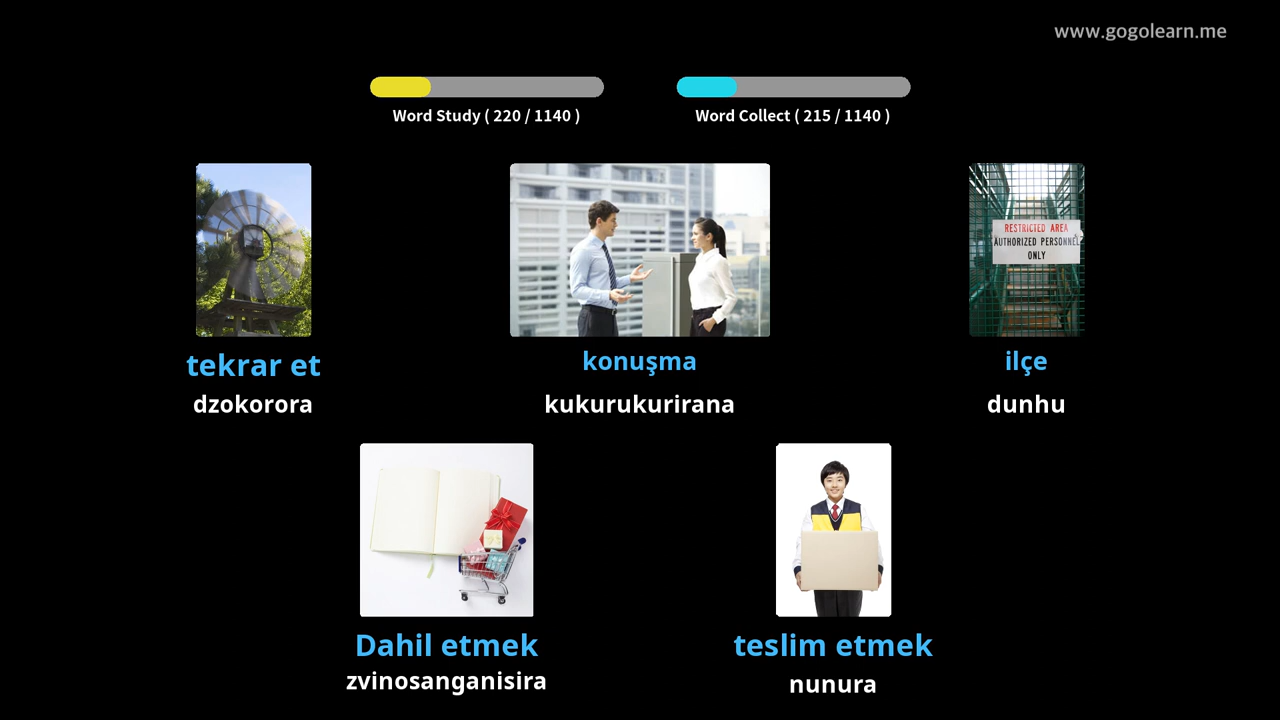 www.gogolearn.me
Word Study ( 220 / 1140 )
Word Collect ( 215 / 1140 )
RESTRICTED AREA
AUTHORIZED PERSONNEL
ONLY
tekrar et
konuşma
ilçe
dzokorora
kukurukurirana
dunhu
Dahil etmek
teslim etmek
zvinosanganisira
nunura